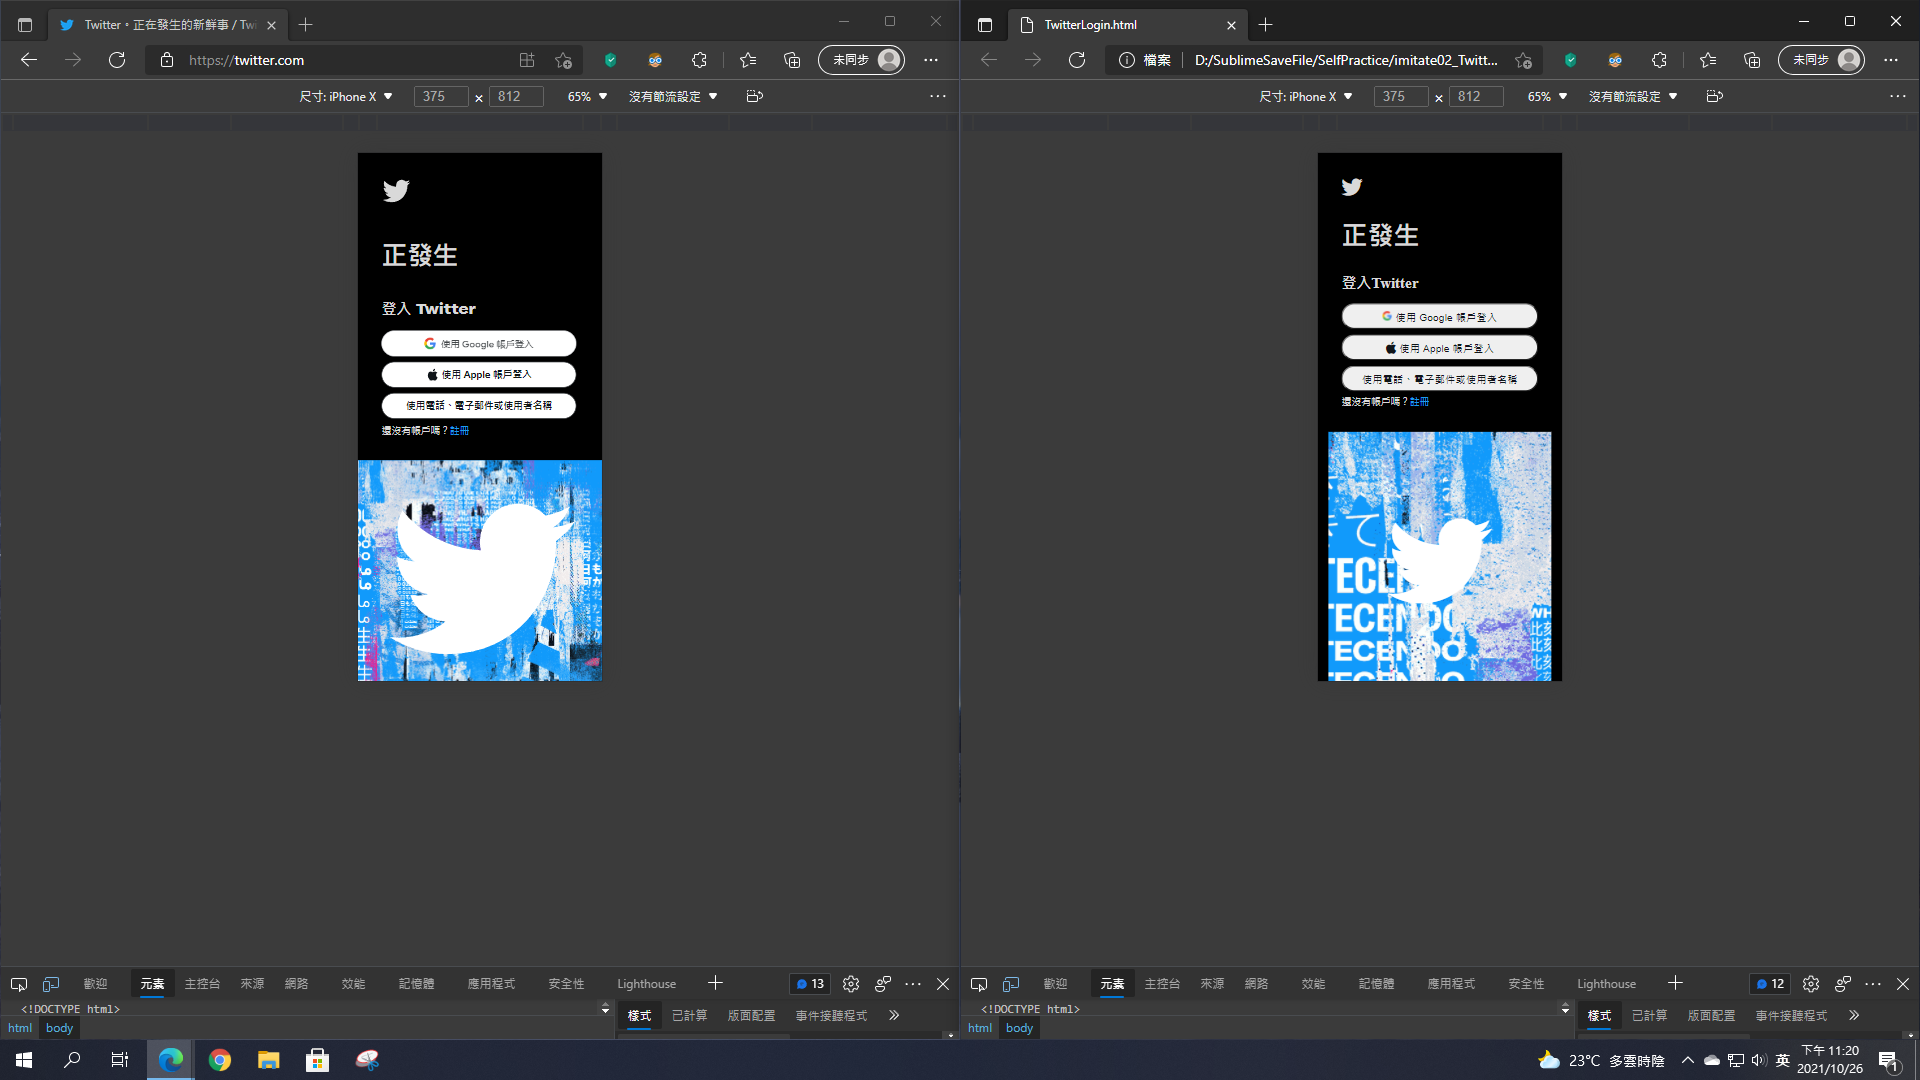 Twitter。正在發生的新鮮事 / Twi
https://twitter.com
未同步
尺寸: iPhone X
375
×
812
65%
沒有節流設定
正發生
登入 Twitter
使用 Google 帳戶登入
使用 Apple 帳戶登入
使用電話、電子郵件或使用者名稱
還沒有帳戶嗎？註冊
歡迎
元素
主控台
來源
網路
效能
記憶體
應用程式
安全性
Lighthouse
13
<!DOCTYPE html>
html
body
樣式
已計算
版面配置
事件接聽程式
TwitterLogin.html
檔案
D:/SublimeSaveFile/SelfPractice/imitate02_Twitt...
未同步
尺寸: iPhone X
375
×
812
65%
沒有節流設定
正發生
登入Twitter
使用 Google 帳戶登入
使用 Apple 帳戶登入
使用電話、電子郵件或使用者名稱
還沒有帳戶嗎？註冊
きて
TECENDO
TECENDO
TECENDO
WH
比刻
比刻
歡迎
元素
主控台
來源
網路
效能
記憶體
應用程式
安全性
Lighthouse
12
<!DOCTYPE html>
html
body
樣式
已計算
版面配置
事件接聽程式
23°C 多雲時陰
英
下午 11:20
2021/10/26
1